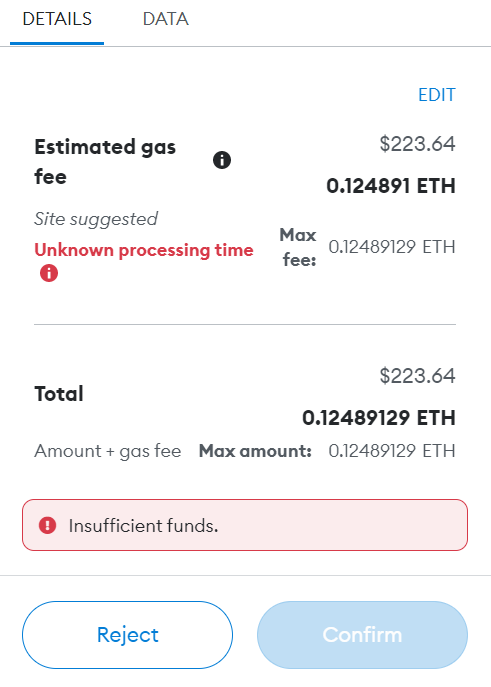 DETAILS DATA
EDIT
Estimated gas fee
$223.64
0.124891 ETH
Site suggested
Unknown processing time
Max fee: 0.12489129 ETH
Total
$223.64
0.12489129 ETH
Amount + gas fee Max amount: 0.12489129 ETH
Insufficient funds.
Reject Confirm